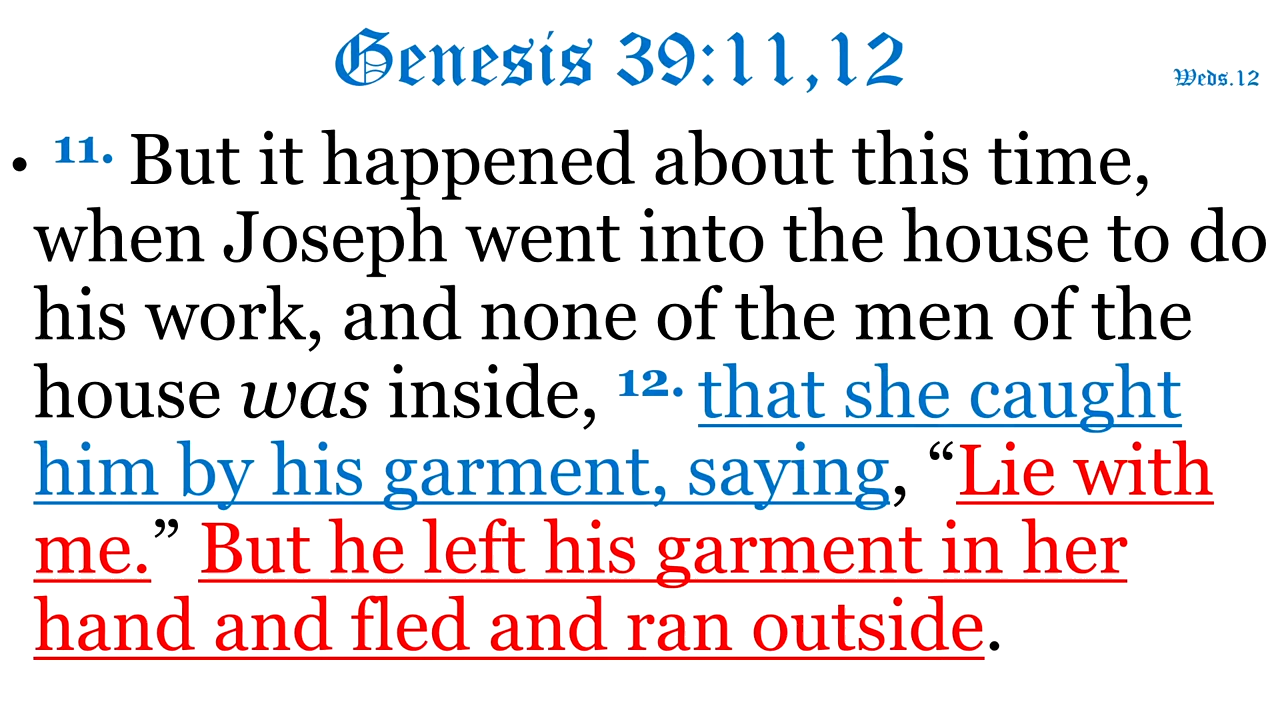 Genesis 39:11,12
Weds.12
• 11. But it happened about this time,
when Joseph went into the house to do
his work, and none of the men of the
house was inside, 12. that she caught
him by his garment, saying, “Lie with
me.” But he left his garment in her
hand and fled and ran outside.